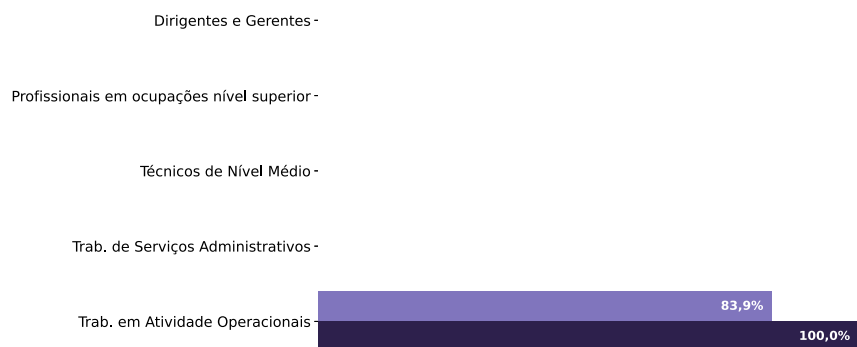 Dirigentes e Gerentes
Profissionais em ocupações nível superior
Técnicos de Nível Médio
Trab. de Serviços Administrativos
83,9%
Trab. em Atividade Operacionais
100,0%